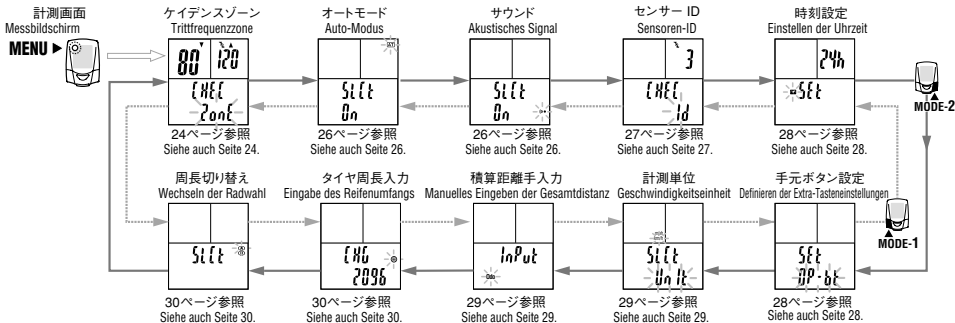 計測画面
Messbildschirm
MENU
ケイデンスゾーン
Trittfrequenzzone
80 120
CHEC
ZonE
24ページ参照
Siehe auch Seite 24.
オートモード
Auto-Modus
AT
SLCt
On
26ページ参照
Siehe auch Seite 26.
サウンド
Akustisches Signal
SLCt
On
26ページ参照
Siehe auch Seite 26.
センサー ID
Sensoren-ID
3
CHEC
Id
27ページ参照
Siehe auch Seite 27.
時刻設定
Einstellen der Uhrzeit
24h
SEt
28ページ参照
Siehe auch Seite 28.
MODE-2
周長切り替え
Wechseln der Radwahl
SLCt
30ページ参照
Siehe auch Seite 30.
タイヤ周長入力
Eingabe des Reifenumfangs
CHG
2096
30ページ参照
Siehe auch Seite 30.
積算距離手入力
Manuelles Eingeben der Gesamtdistanz
InPut
Odo
29ページ参照
Siehe auch Seite 29.
計測単位
Geschwindigkeitseinheit
SLCt
UnIt
29ページ参照
Siehe auch Seite 29.
手元ボタン設定
Definieren der Extra-Tasteneinstellungen
SEt
OP-bt
28ページ参照
Siehe auch Seite 28.
MODE-1